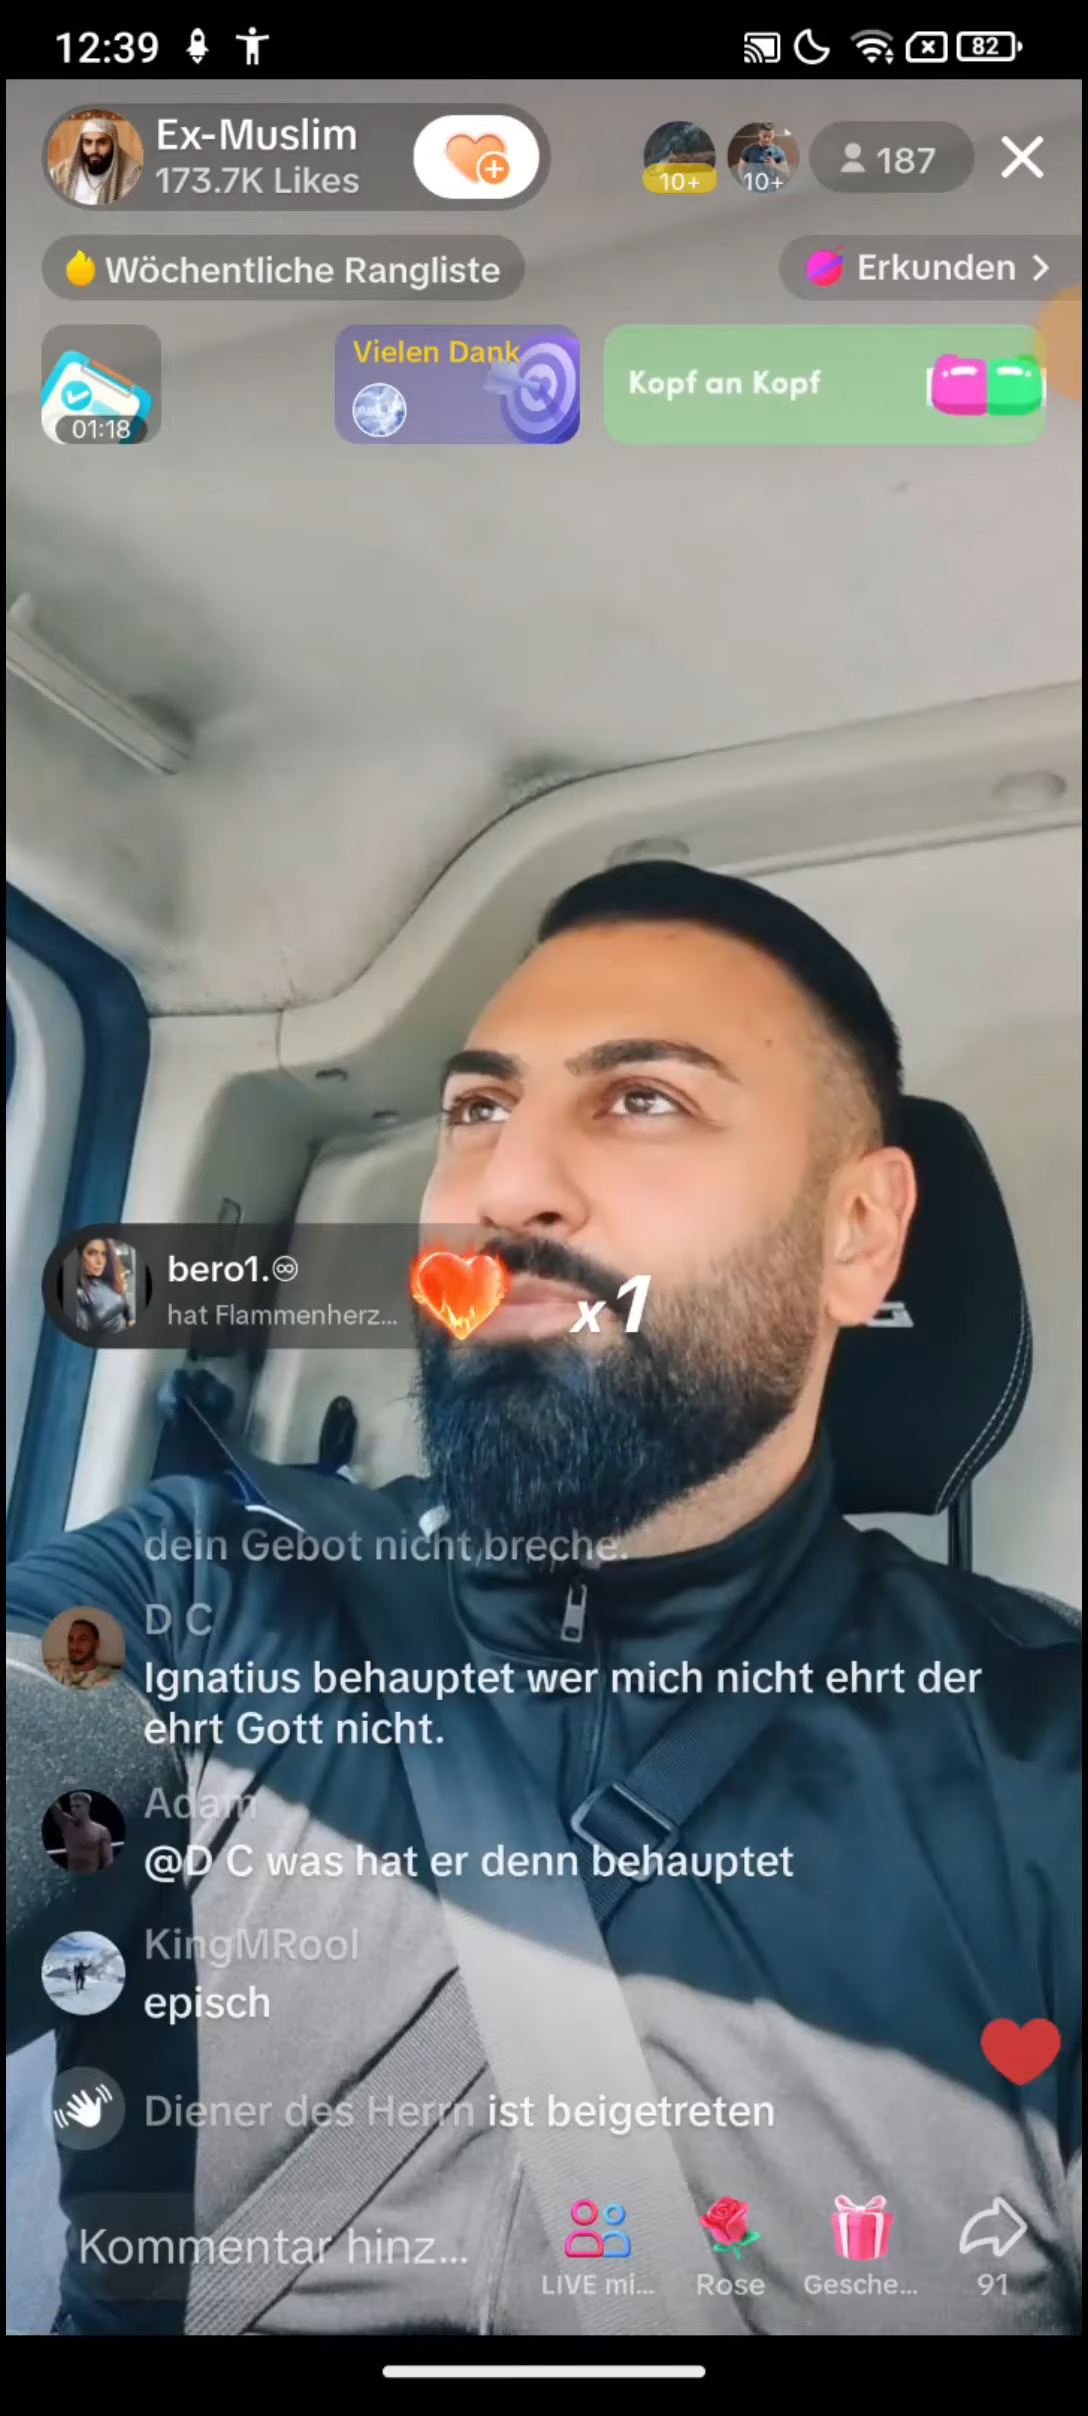 12:39
82
Ex-Muslim
173.7K Likes
10+
10+
187
Wöchentliche Rangliste
Erkunden >
01:18
Vielen Dank
Kopf an Kopf
bero1.♾
hat Flammenherz...
x1
dein Gebot nicht breche.
D C
Ignatius behauptet wer mich nicht ehrt der
ehrt Gott nicht.
Adam
@D C was hat er denn behauptet
KingMRool
episch
Diener des Herrn ist beigetreten
Kommentar hinz...
LIVE mi...
Rose
Gesche...
91